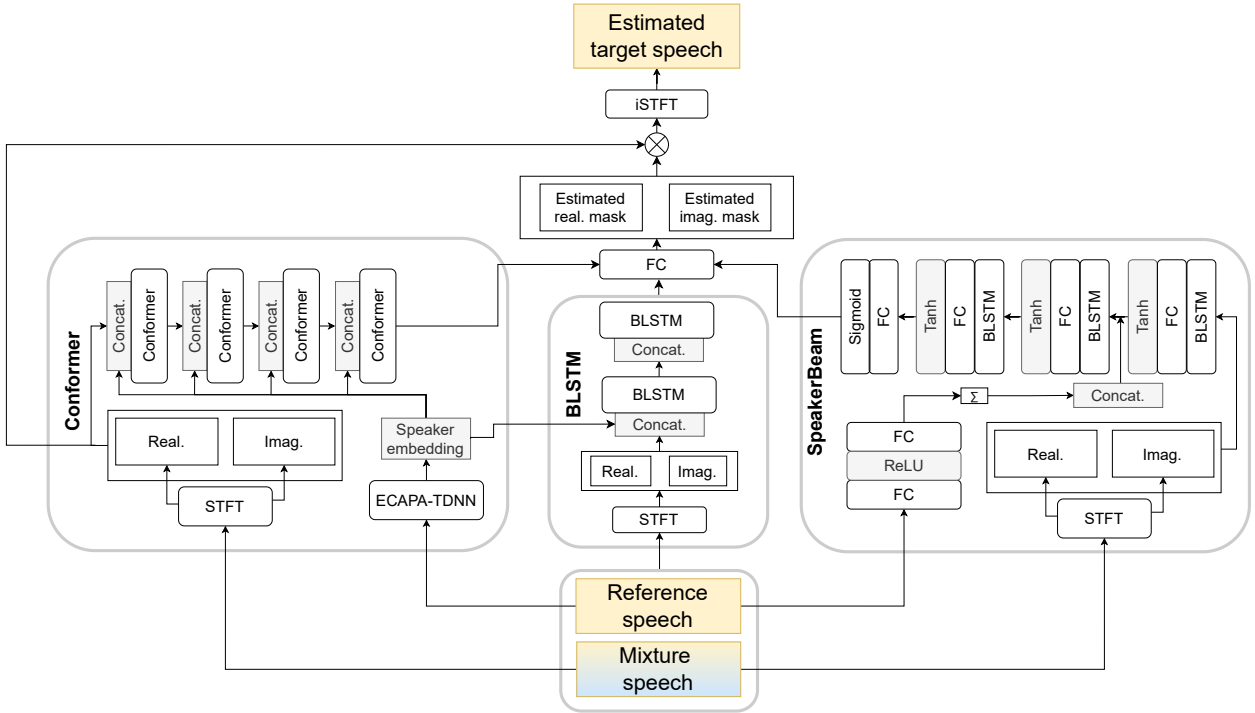 Estimated
target speech
iSTFT
Estimated
real. mask
Estimated
imag. mask
FC
Conformer
Concat.
Conformer
Concat.
Conformer
Concat.
Conformer
Concat.
Conformer
Real.
Imag.
Speaker
embedding
STFT
ECAPA-TDNN
BLSTM
BLSTM
Concat.
BLSTM
Concat.
Real.
Imag.
STFT
SpeakerBeam
Sigmoid
FC
Tanh
FC
BLSTM
Tanh
FC
BLSTM
Tanh
FC
BLSTM
Σ
Concat.
FC
ReLU
FC
Real.
Imag.
STFT
Reference
speech
Mixture
speech